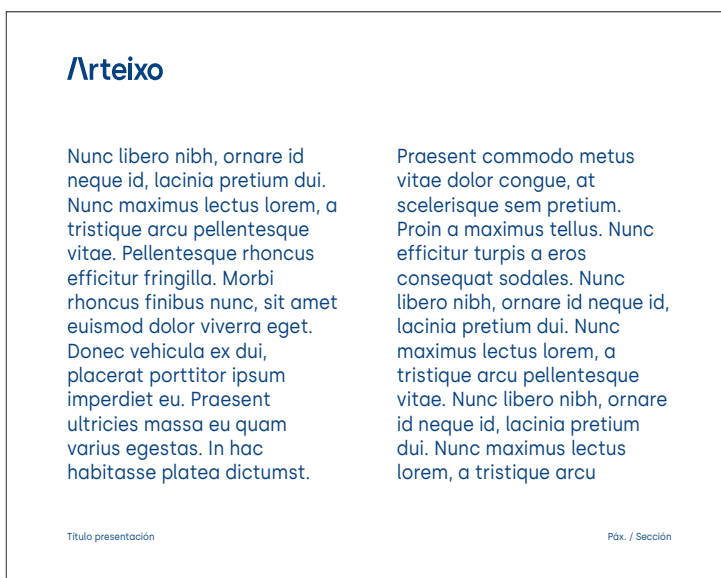 Arteixo
Nunc libero nibh, ornare id
neque id, lacinia pretium dui.
Nunc maximus lectus lorem, a
tristique arcu pellentesque
vitae. Pellentesque rhoncus
efficitur fringilla. Morbi
rhoncus finibus nunc, sit amet
euismod dolor viverra eget.
Donec vehicula ex dui,
placerat porttitor ipsum
imperdiet eu. Praesent
ultricies massa eu quam
varius egestas. In hac
habitasse platea dictumst.
Praesent commodo metus
vitae dolor congue, at
scelerisque sem pretium.
Proin a maximus tellus. Nunc
efficitur turpis a eros
consequat sodales. Nunc
libero nibh, ornare id neque id,
lacinia pretium dui. Nunc
maximus lectus lorem, a
tristique arcu pellentesque
vitae. Nunc libero nibh, ornare
id neque id, lacinia pretium
dui. Nunc maximus lectus
lorem, a tristique arcu
Título presentación
Páx. / Sección